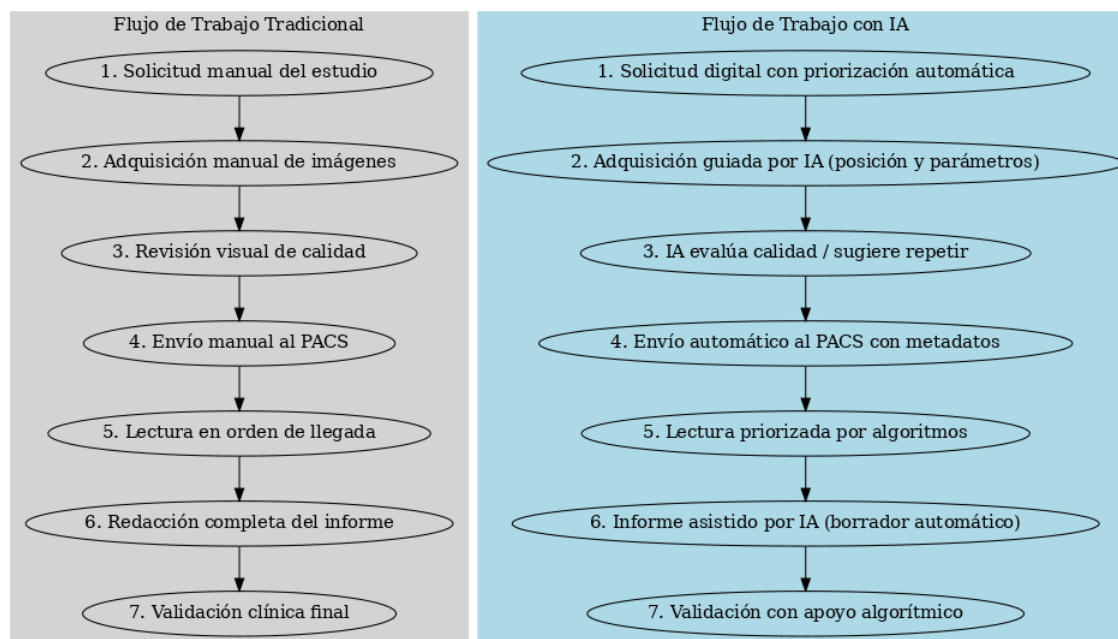 Flujo de Trabajo Tradicional
1. Solicitud manual del estudio
2. Adquisición manual de imágenes
3. Revisión visual de calidad
4. Envío manual al PACS
5. Lectura en orden de llegada
6. Redacción completa del informe
7. Validación clínica final
Flujo de Trabajo con IA
1. Solicitud digital con priorización automática
2. Adquisición guiada por IA (posición y parámetros)
3. IA evalúa calidad / sugiere repetir
4. Envío automático al PACS con metadatos
5. Lectura priorizada por algoritmos
6. Informe asistido por IA (borrador automático)
7. Validación con apoyo algorítmico